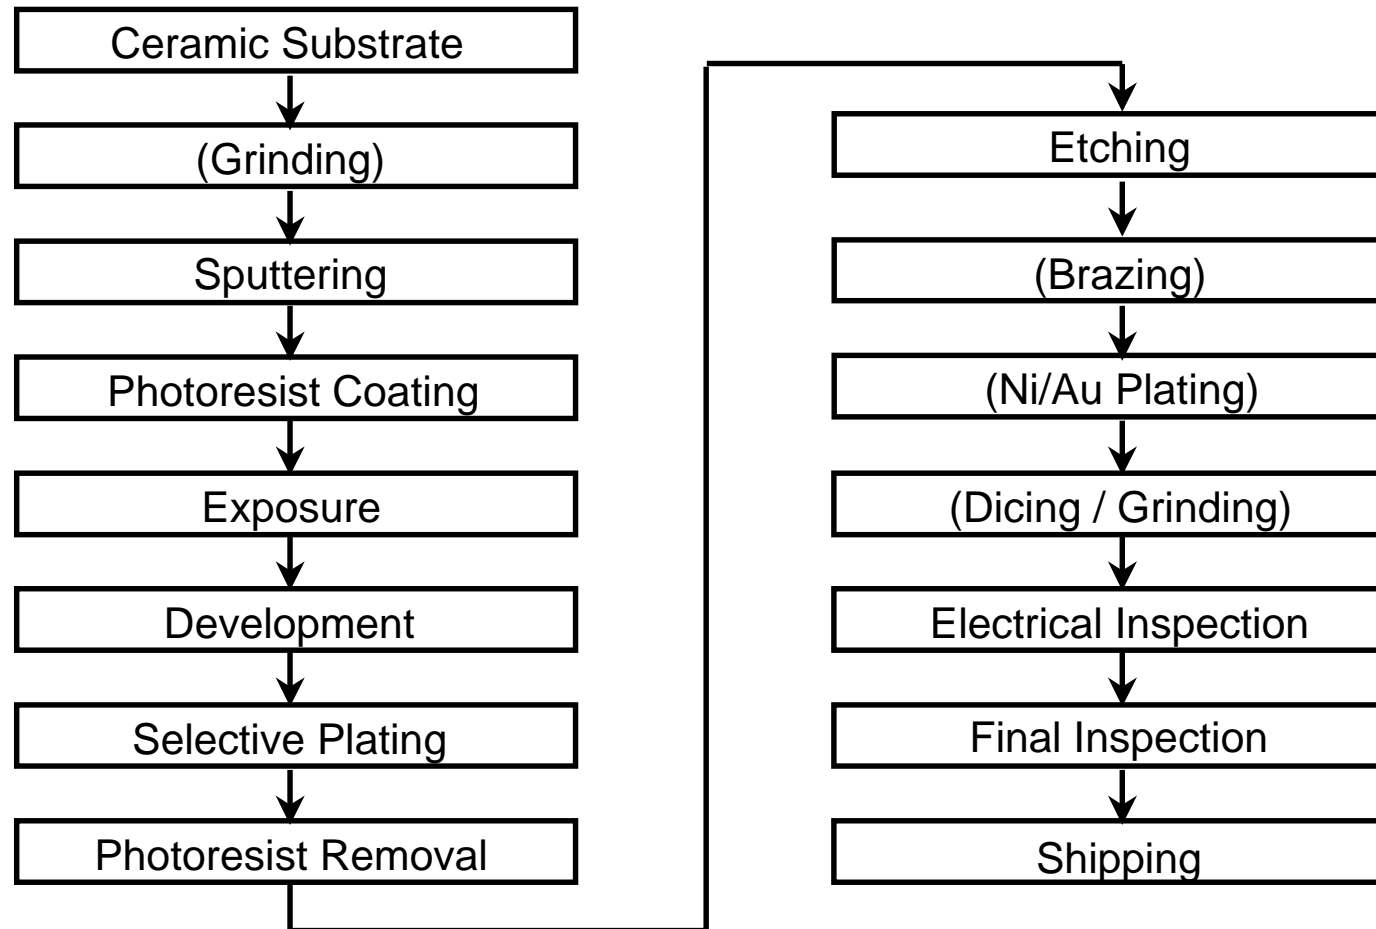 Ceramic Substrate
(Grinding)
Sputtering
Photoresist Coating
Exposure
Development
Selective Plating
Photoresist Removal
Etching
(Brazing)
(Ni/Au Plating)
(Dicing / Grinding)
Electrical Inspection
Final Inspection
Shipping